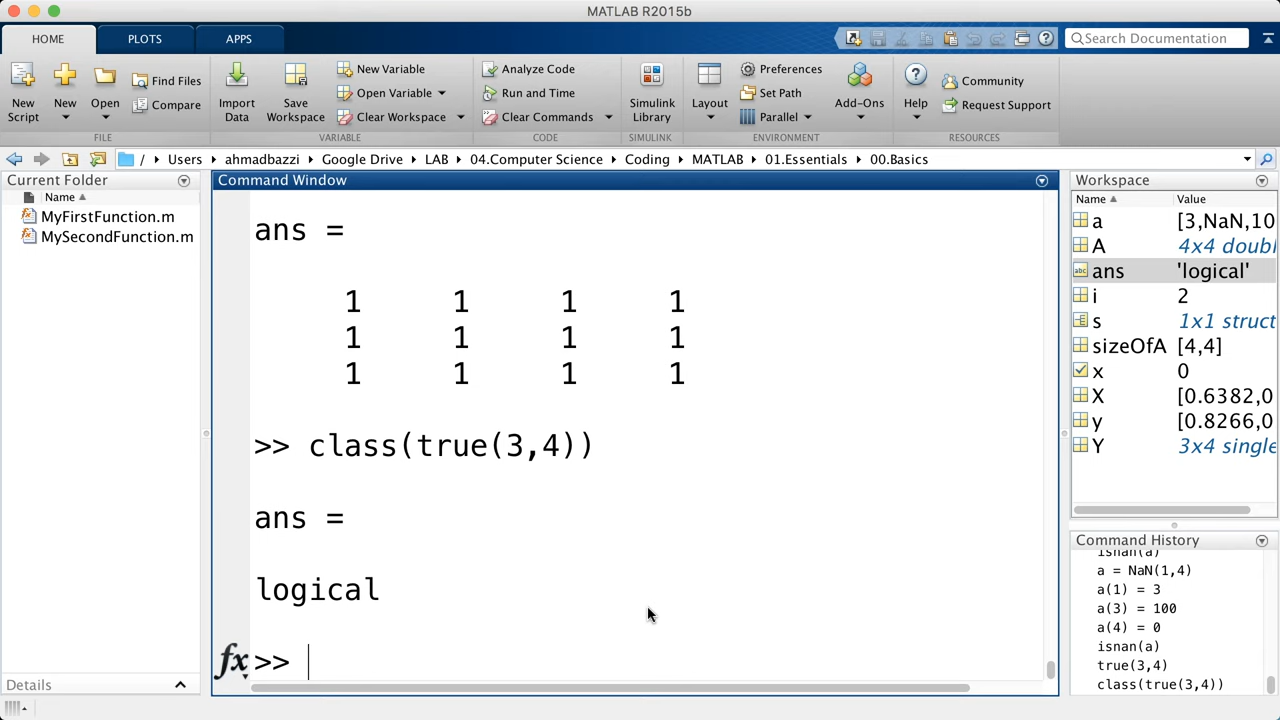 MATLAB R2015b
HOME PLOTS APPS
Search Documentation
New Script
New
Open
Find Files
Compare
Import Data
Save Workspace
New Variable
Open Variable
Clear Workspace
Analyze Code
Run and Time
Clear Commands
Simulink Library
Layout
Preferences
Set Path
Parallel
Add-Ons
Help
Community
Request Support
FILE VARIABLE CODE SIMULINK ENVIRONMENT RESOURCES
/ Users ahmadbazzi Google Drive LAB 04.Computer Science Coding MATLAB 01.Essentials 00.Basics
Current Folder
Name
MyFirstFunction.m
MySecondFunction.m
Details
Command Window
ans =
1 1 1 1
1 1 1 1
1 1 1 1
>> class(true(3,4))
ans =
logical
fx >>
Workspace
Name Value
a [3,NaN,10
A 4x4 doubl
abc ans 'logical'
i 2
s 1x1 struct
sizeOfA [4,4]
x 0
X [0.6382,0
y [0.8266,0
Y 3x4 single
Command History
isnan(a)
a = NaN(1,4)
a(1) = 3
a(3) = 100
a(4) = 0
isnan(a)
true(3,4)
class(true(3,4))